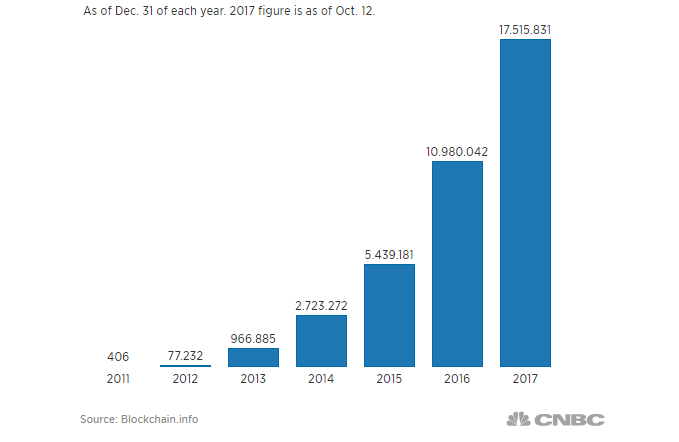 As of Dec. 31 of each year. 2017 figure is as of Oct. 12.
17.515.831
10.980.042
5.439.181
2.723.272
966.885
77.232
406
2011 2012 2013 2014 2015 2016 2017
Source: Blockchain.info
CNBC